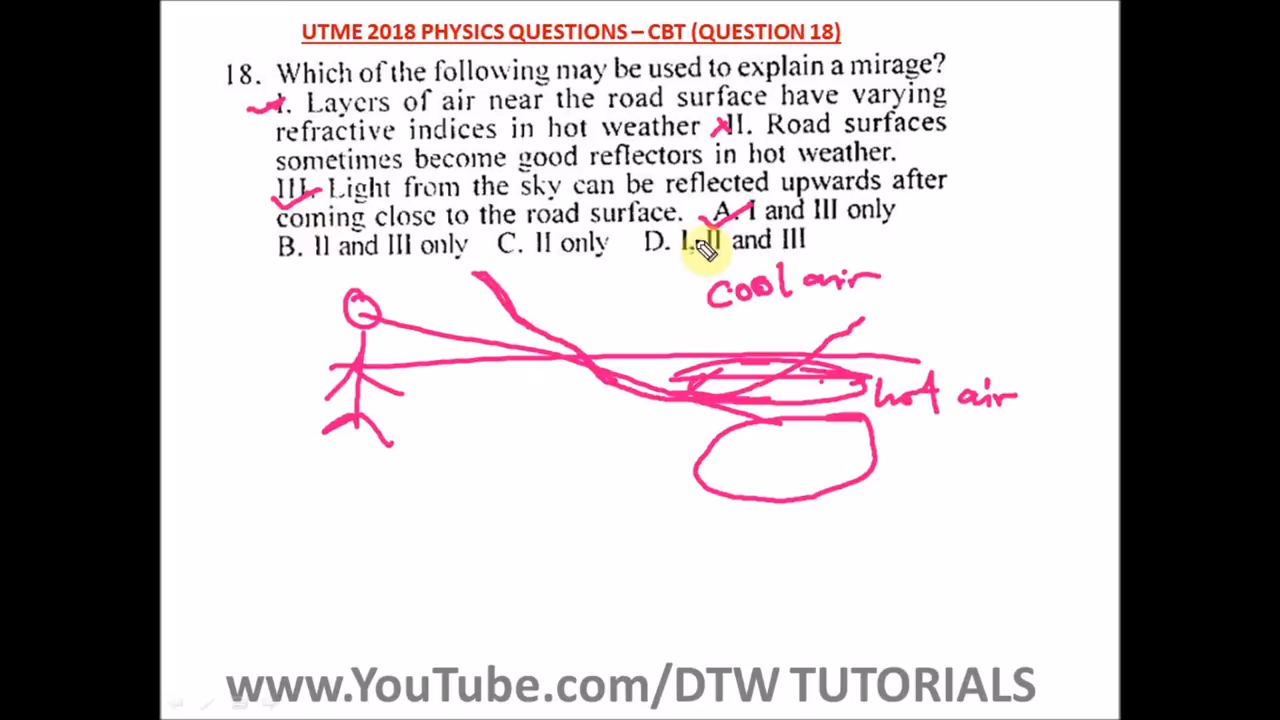 UTME 2018 PHYSICS QUESTIONS – CBT (QUESTION 18)
18. Which of the following may be used to explain a mirage?
I. Layers of air near the road surface have varying
refractive indices in hot weather II. Road surfaces
sometimes become good reflectors in hot weather.
III. Light from the sky can be reflected upwards after
coming close to the road surface. A. I and III only
B. II and III only C. II only D. I, II and III
cool air
hot air
www.YouTube.com/DTW TUTORIALS